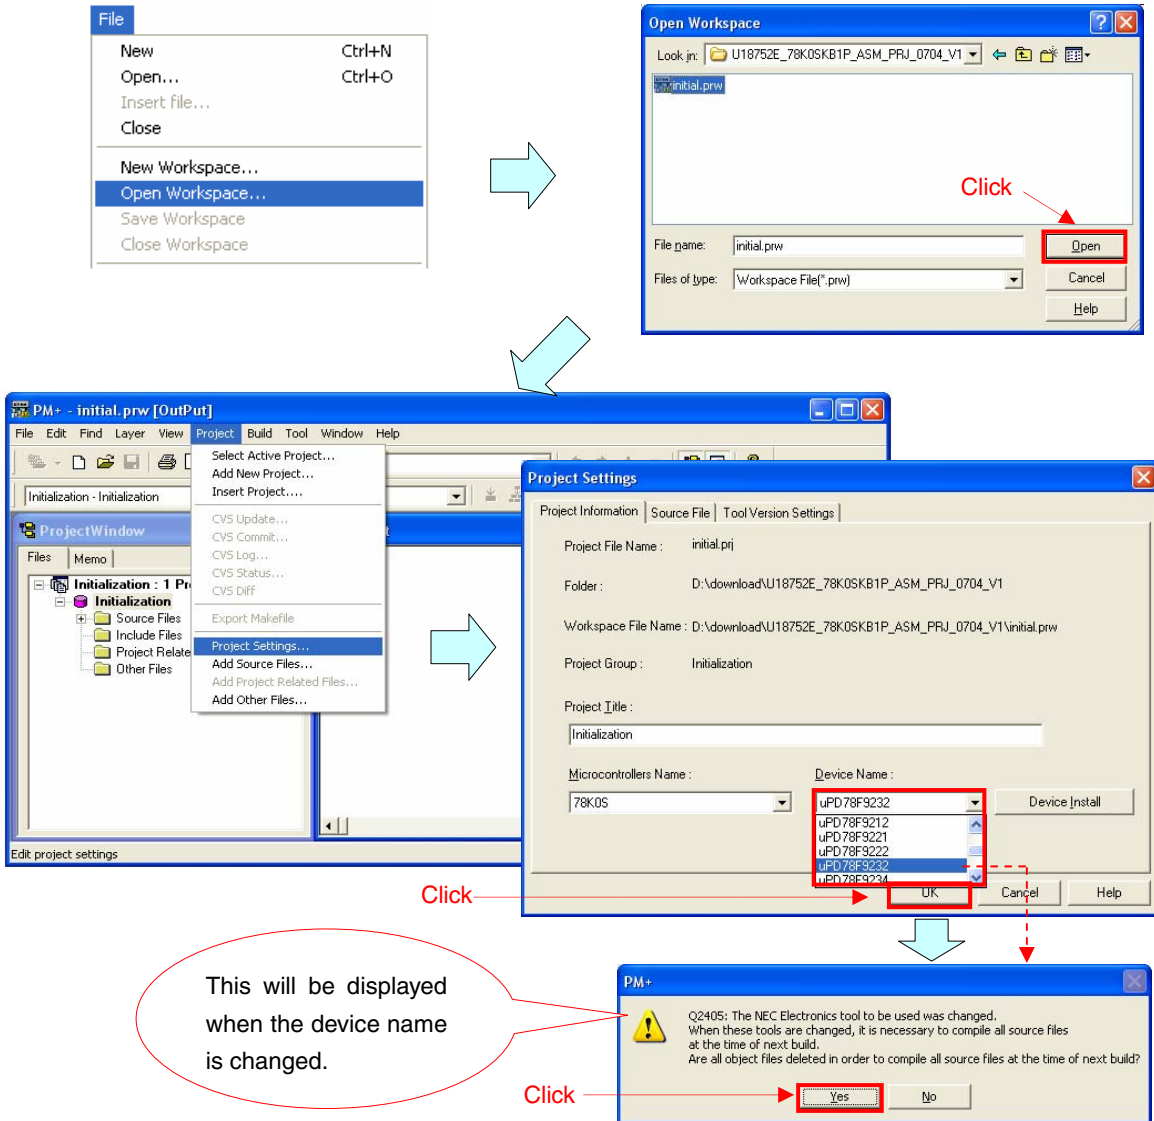 File
New Ctrl+N
Open... Ctrl+O
Insert file...
Close
New Workspace...
Open Workspace...
Save Workspace
Close Workspace
Open Workspace
Look in: U18752E_78K0SKB1P_ASM_PRJ_0704_V1
initial.prw
Click
File name: initial.prw Open
Files of type: Workspace File(*.prw) Cancel
Help
PM+ - initial.prw [OutPut]
File Edit Find Layer View Project Build Tool Window Help
Select Active Project...
Add New Project...
Insert Project....
CVS Update...
CVS Commit...
CVS Log...
CVS Status...
CVS Diff
Export Makefile
Project Settings...
Add Source Files...
Add Project Related Files...
Add Other Files...
Initialization - Initialization
ProjectWindow
Files Memo
Initialization : 1 Pr
Initialization
Source Files
Include Files
Project Relate
Other Files
Edit project settings
Project Settings
Project Information Source File Tool Version Settings
Project File Name : initial.prj
Folder : D:\download\U18752E_78K0SKB1P_ASM_PRJ_0704_V1
Workspace File Name : D:\download\U18752E_78K0SKB1P_ASM_PRJ_0704_V1\initial.prw
Project Group : Initialization
Project Title :
Initialization
Microcontrollers Name : Device Name :
78K0S uPD78F9232 Device Install
uPD78F9212
uPD78F9221
uPD78F9222
uPD78F9232
uPD78F9234
Click
OK Cancel Help
This will be displayed
when the device name
is changed.
PM+
Q2405: The NEC Electronics tool to be used was changed.
When these tools are changed, it is necessary to compile all source files
at the time of next build.
Are all object files deleted in order to compile all source files at the time of next build?
Click
Yes No